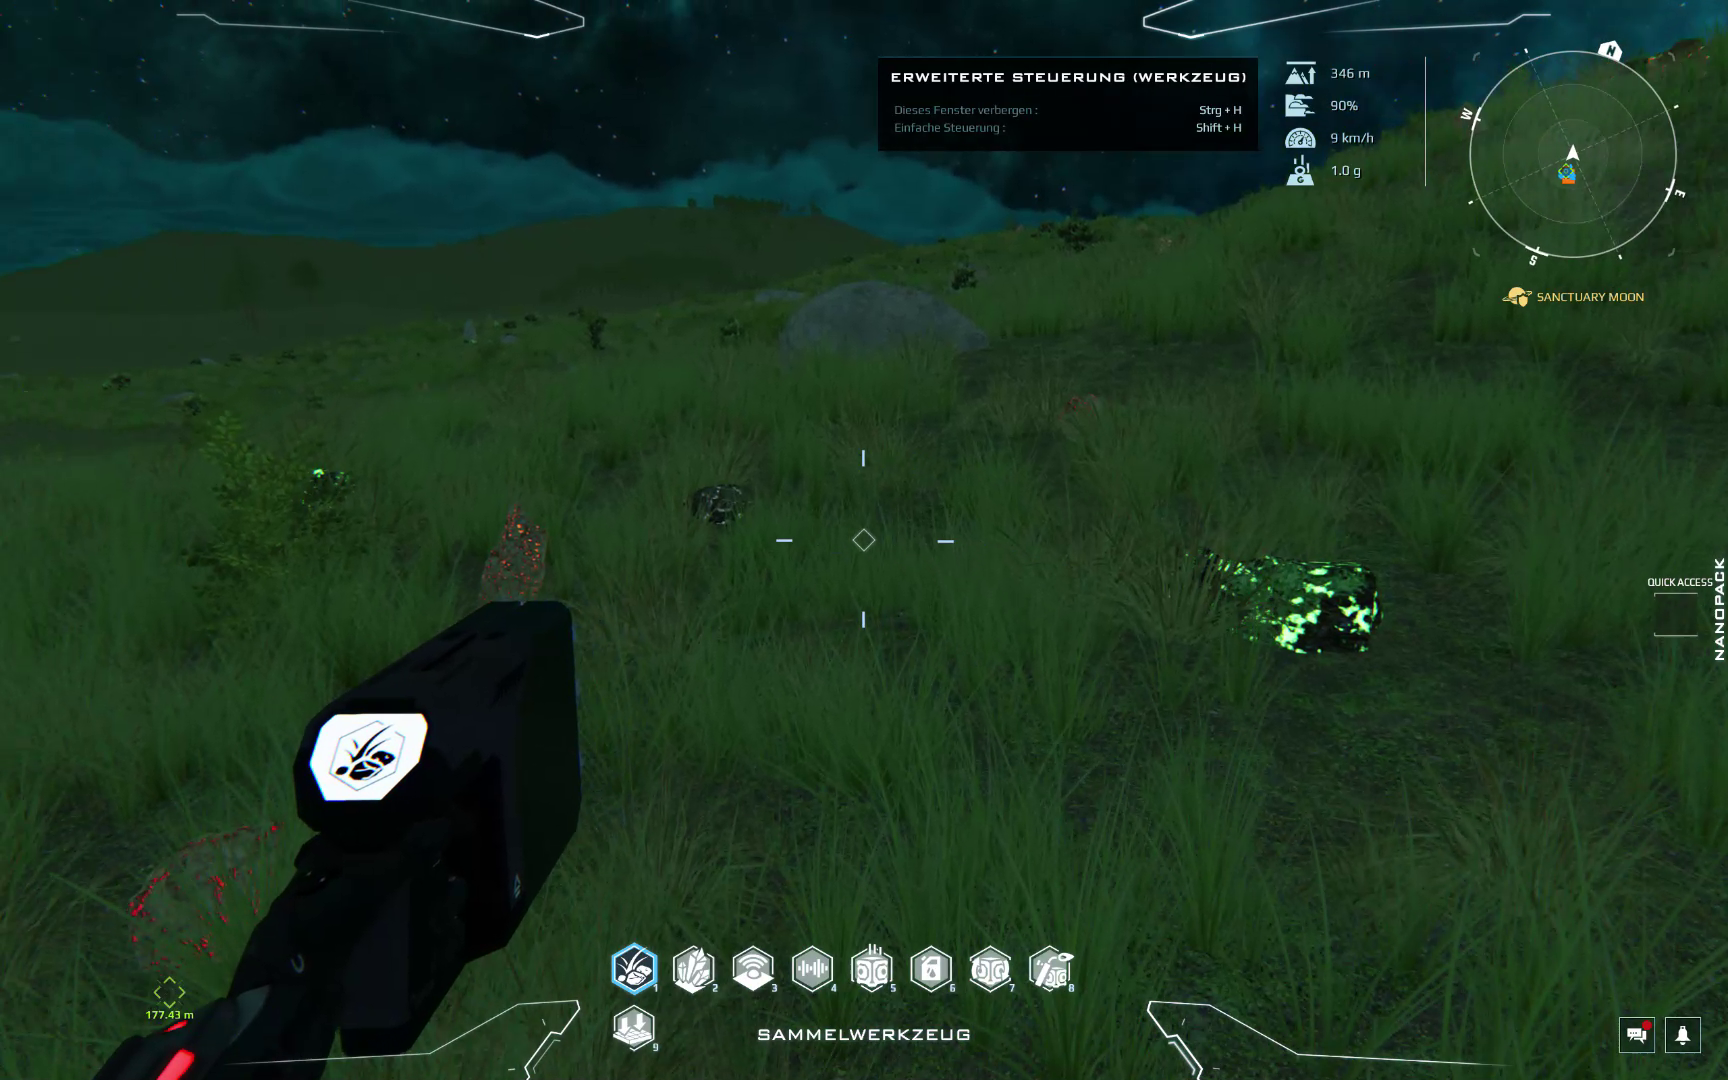 ERWEITERTE STEUERUNG (WERKZEUG)
Dieses Fenster verbergen : Strg + H
Einfache Steuerung : Shift + H
346 m
90%
9 km/h
1.0 g
N
W
E
S
SANCTUARY MOON
QUICK ACCESS
NANOPACK
177.43 m
1
2
3
4
5
6
7
8
9
SAMMELWERKZEUG